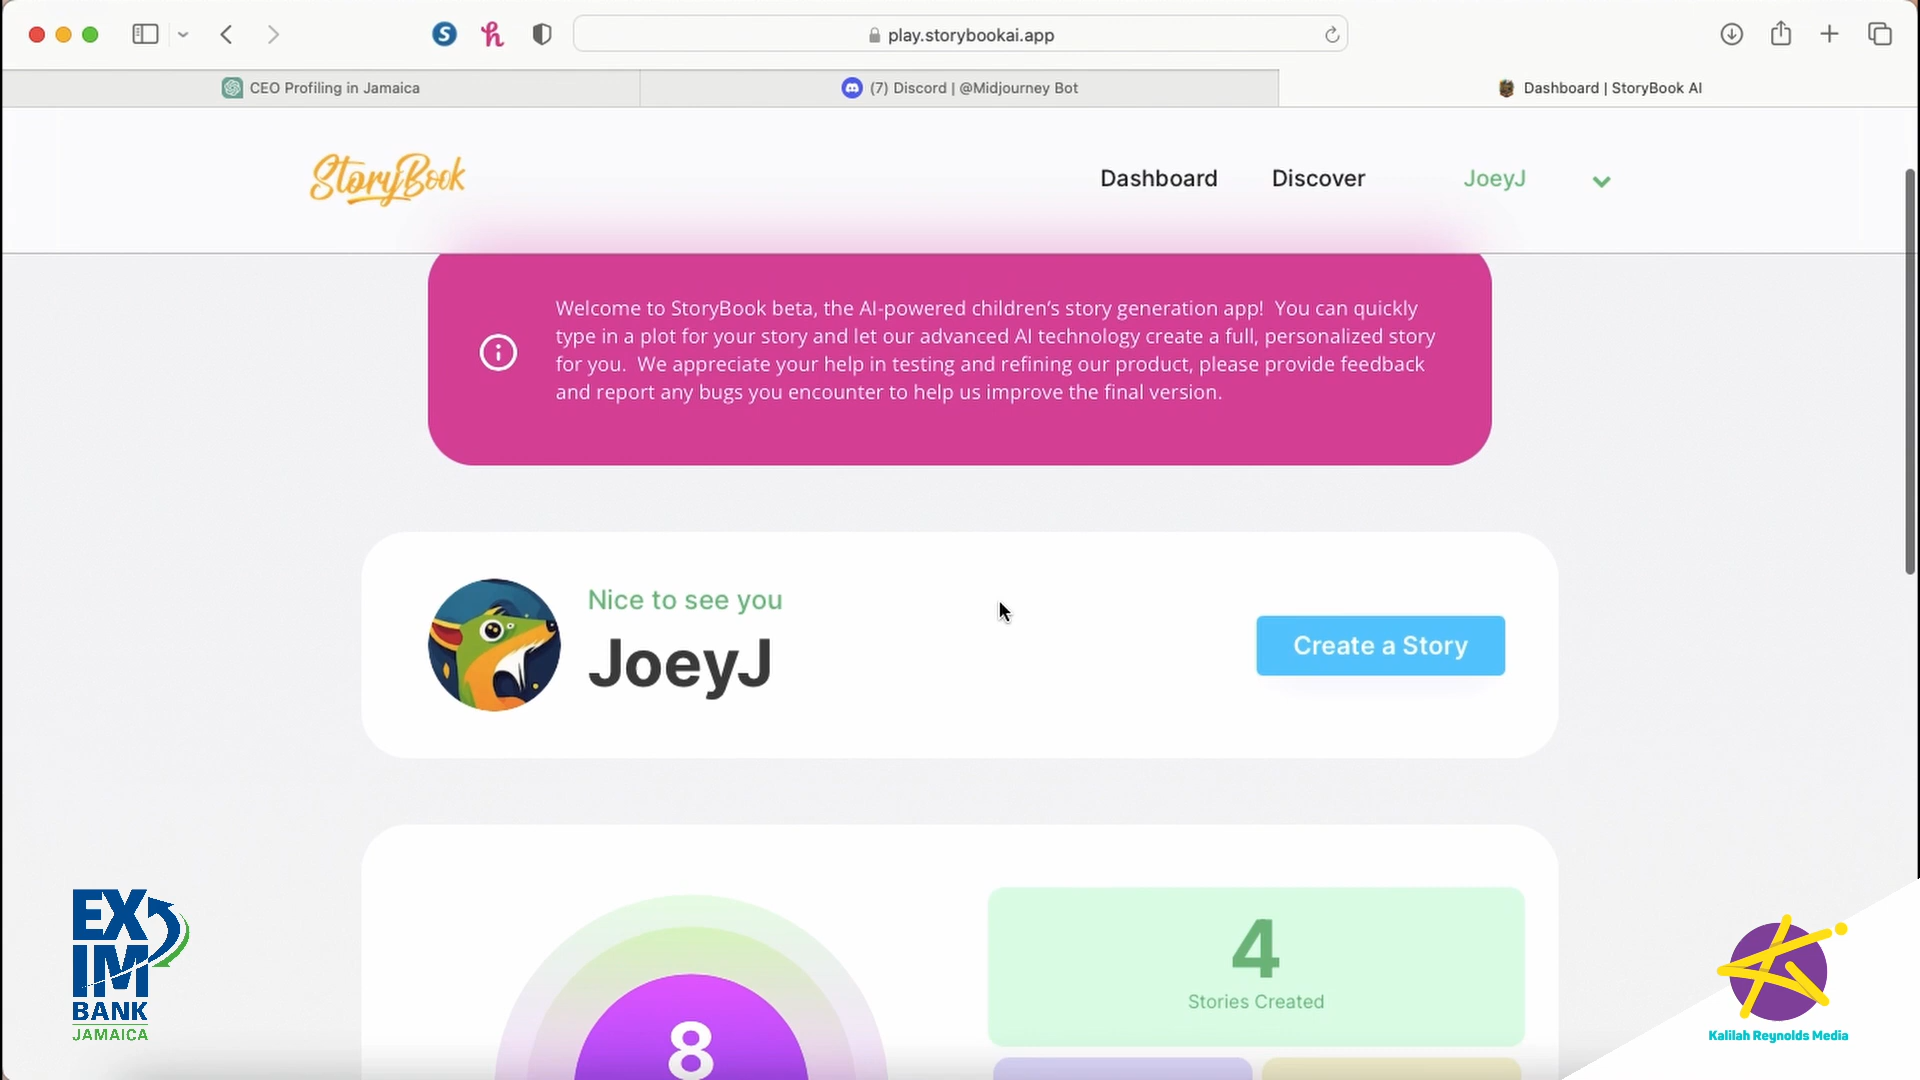 play.storybookai.app
CEO Profiling in Jamaica
(7) Discord | @Midjourney Bot
Dashboard | StoryBook AI
StoryBook
Dashboard
Discover
JoeyJ
Welcome to StoryBook beta, the AI-powered children's story generation app! You can quickly
type in a plot for your story and let our advanced AI technology create a full, personalized story
for you. We appreciate your help in testing and refining our product, please provide feedback
and report any bugs you encounter to help us improve the final version.
Nice to see you
JoeyJ
Create a Story
8
4
Stories Created
EX
IM
BANK
JAMAICA
Kalilah Reynolds Media